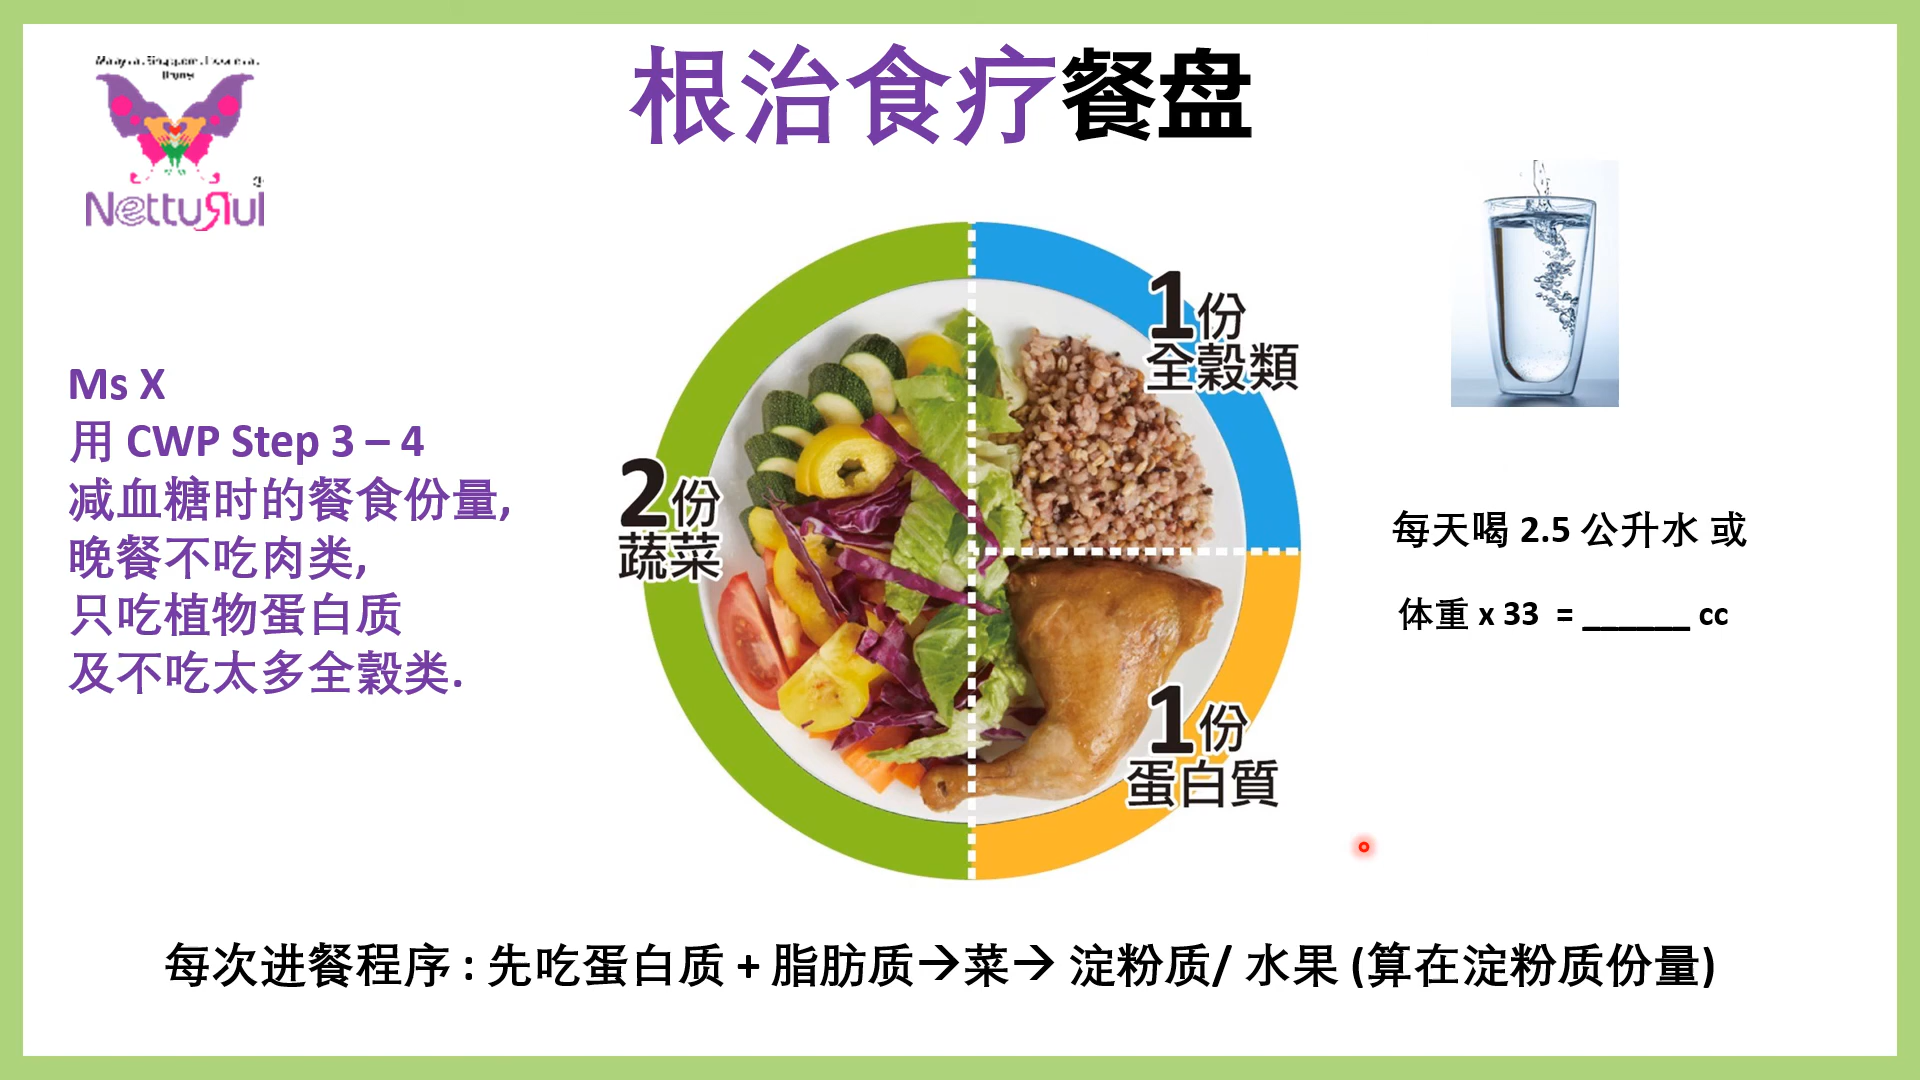 根治食疗餐盘
NettuRul
®
Ms X
用 CWP Step 3 – 4
减血糖时的餐食份量,
晚餐不吃肉类,
只吃植物蛋白质
及不吃太多全穀类.
2份
蔬菜
1份
全穀類
1份
蛋白質
每天喝 2.5 公升水 或
体重 x 33 = ______ cc
每次进餐程序 : 先吃蛋白质 + 脂肪质→菜→ 淀粉质/ 水果 (算在淀粉质份量)